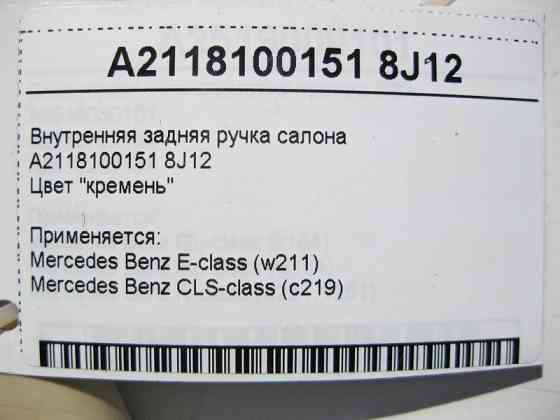 A2118100151 8J12
Внутренняя задняя ручка салона
A2118100151 8J12
Цвет "кремень"
Применяется:
Mercedes Benz E-class (w211)
Mercedes Benz CLS-class (c219)